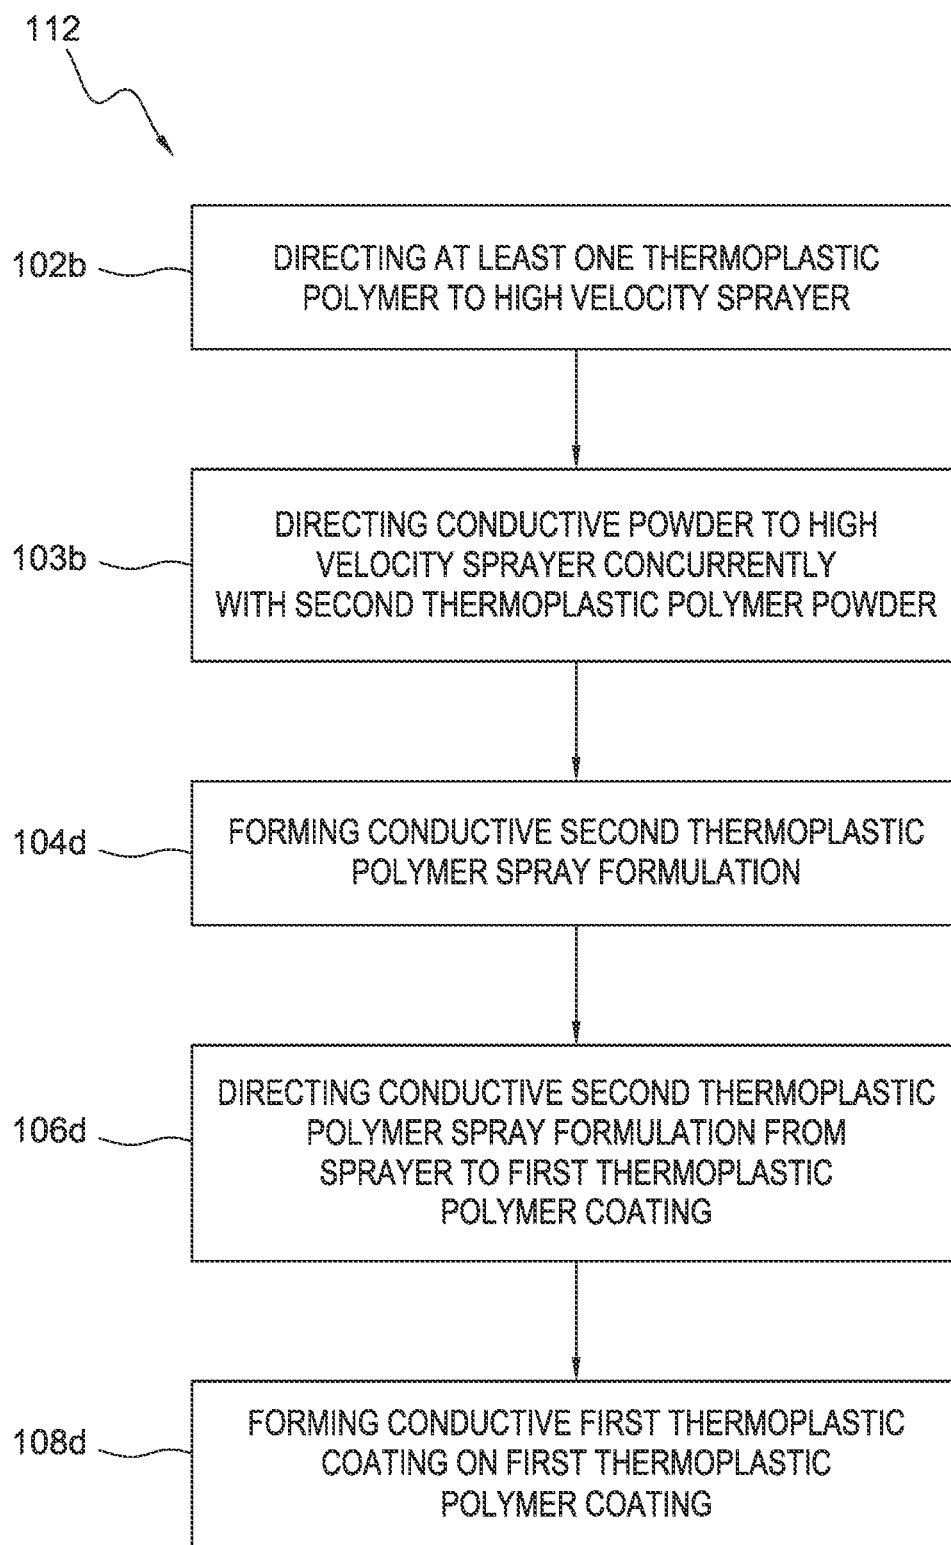 112
102b
DIRECTING AT LEAST ONE THERMOPLASTIC
POLYMER TO HIGH VELOCITY SPRAYER
103b
DIRECTING CONDUCTIVE POWDER TO HIGH
VELOCITY SPRAYER CONCURRENTLY
WITH SECOND THERMOPLASTIC POLYMER POWDER
104d
FORMING CONDUCTIVE SECOND THERMOPLASTIC
POLYMER SPRAY FORMULATION
106d
DIRECTING CONDUCTIVE SECOND THERMOPLASTIC
POLYMER SPRAY FORMULATION FROM
SPRAYER TO FIRST THERMOPLASTIC
POLYMER COATING
108d
FORMING CONDUCTIVE FIRST THERMOPLASTIC
COATING ON FIRST THERMOPLASTIC
POLYMER COATING